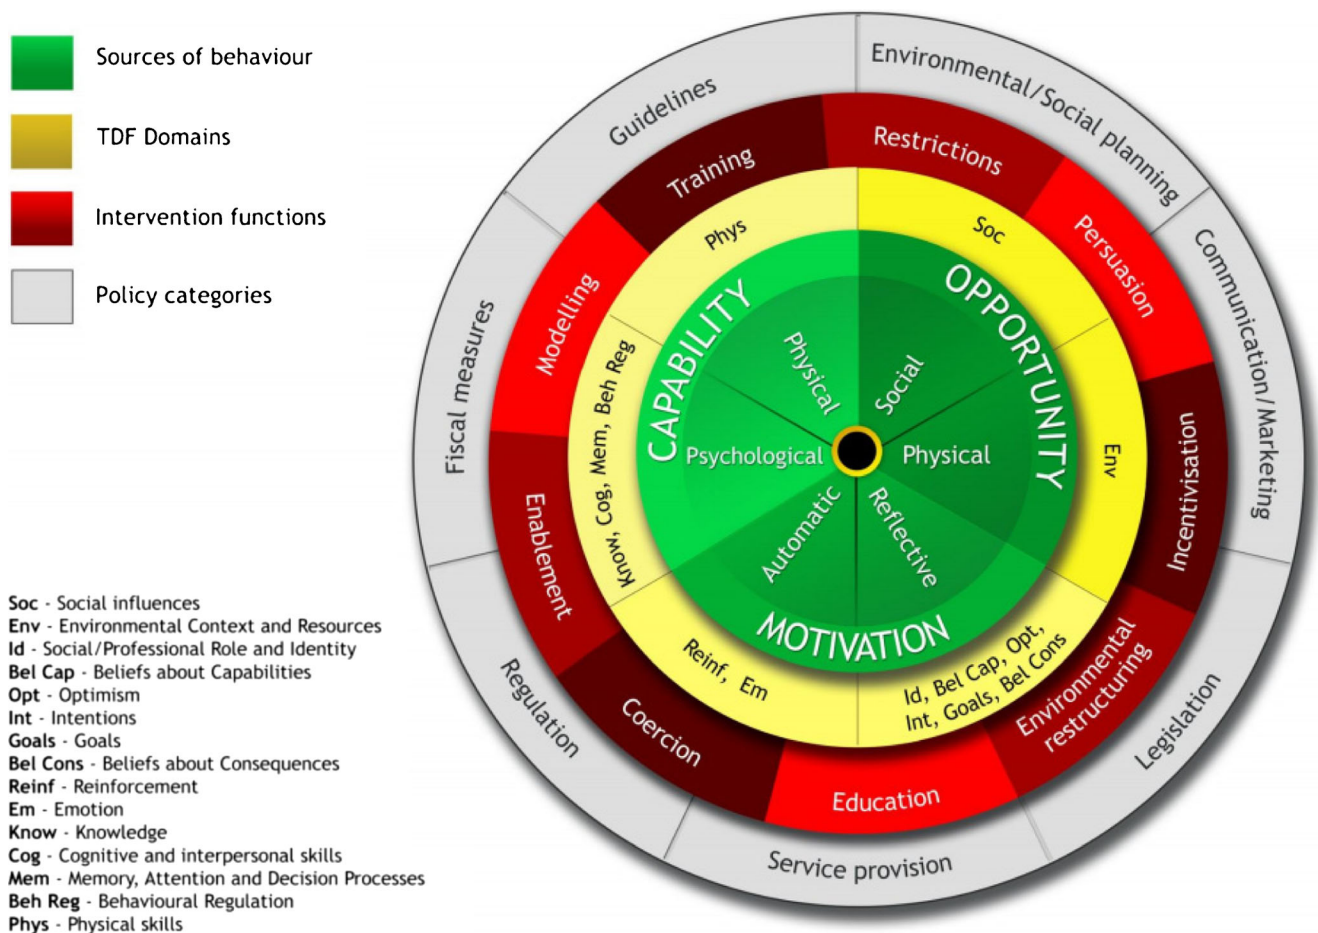 Sources of behaviour
TDF Domains
Intervention functions
Policy categories
Soc - Social influences
Env - Environmental Context and Resources
Id - Social/Professional Role and Identity
Bel Cap - Beliefs about Capabilities
Opt - Optimism
Int - Intentions
Goals - Goals
Bel Cons - Beliefs about Consequences
Reinf - Reinforcement
Em - Emotion
Know - Knowledge
Cog - Cognitive and interpersonal skills
Mem - Memory, Attention and Decision Processes
Beh Reg - Behavioural Regulation
Phys - Physical skills
Guidelines
Environmental/Social planning
Communication/Marketing
Legislation
Service provision
Regulation
Fiscal measures
Training
Restrictions
Persuasion
Incentivisation
Environmental
restructuring
Education
Coercion
Enablement
Modelling
Phys
Soc
Env
Id, Bel Cap, Opt,
Int, Goals, Bel Cons
Reinf, Em
Know, Cog, Mem, Beh Reg
CAPABILITY
OPPORTUNITY
MOTIVATION
Physical
Social
Physical
Reflective
Automatic
Psychological